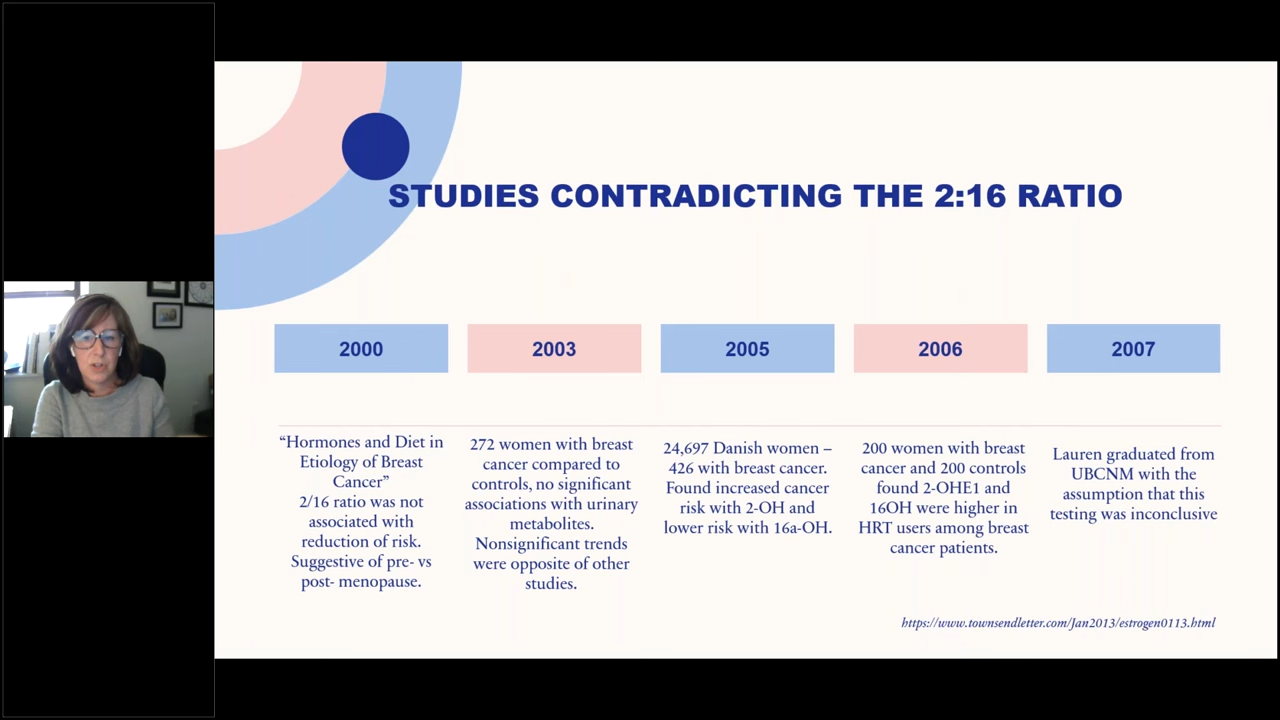 STUDIES CONTRADICTING THE 2:16 RATIO
2000
“Hormones and Diet in
Etiology of Breast
Cancer”
2/16 ratio was not
associated with
reduction of risk.
Suggestive of pre- vs
post- menopause.
2003
272 women with breast
cancer compared to
controls, no significant
associations with urinary
metabolites.
Nonsignificant trends
were opposite of other
studies.
2005
24,697 Danish women –
426 with breast cancer.
Found increased cancer
risk with 2-OH and
lower risk with 16a-OH.
2006
200 women with breast
cancer and 200 controls
found 2-OHE1 and
16OH were higher in
HRT users among breast
cancer patients.
2007
Lauren graduated from
UBCNM with the
assumption that this
testing was inconclusive
https://www.townsendletter.com/Jan2013/estrogen0113.html